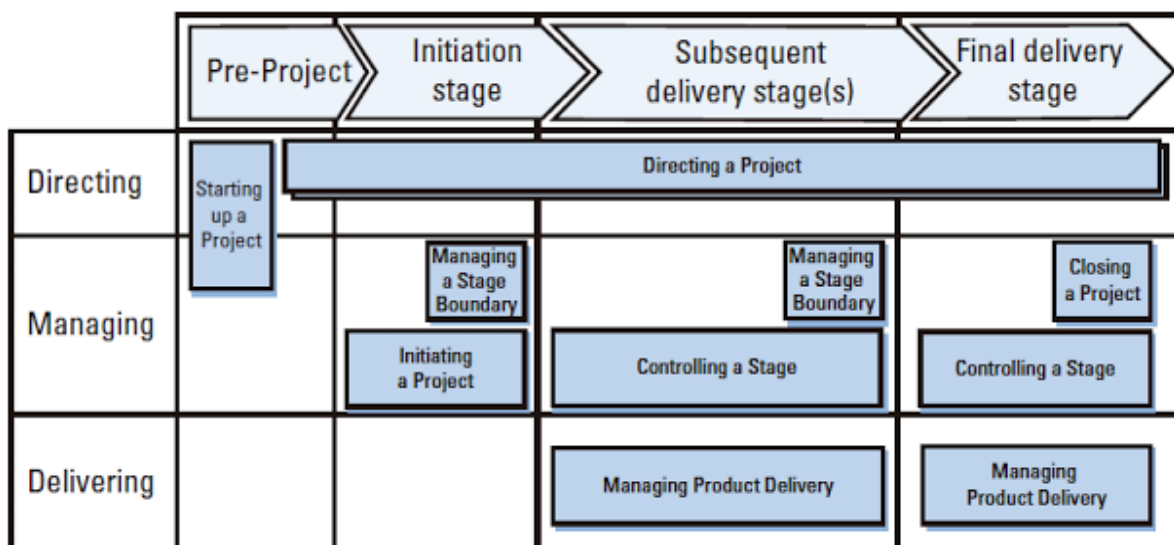 Pre-Project
Initiation
stage
Subsequent
delivery stage(s)
Final delivery
stage
Directing
Starting
up a
Project
Directing a Project
Managing
Managing
a Stage
Boundary
Managing
a Stage
Boundary
Closing
a Project
Initiating
a Project
Controlling a Stage
Controlling a Stage
Delivering
Managing Product Delivery
Managing
Product Delivery